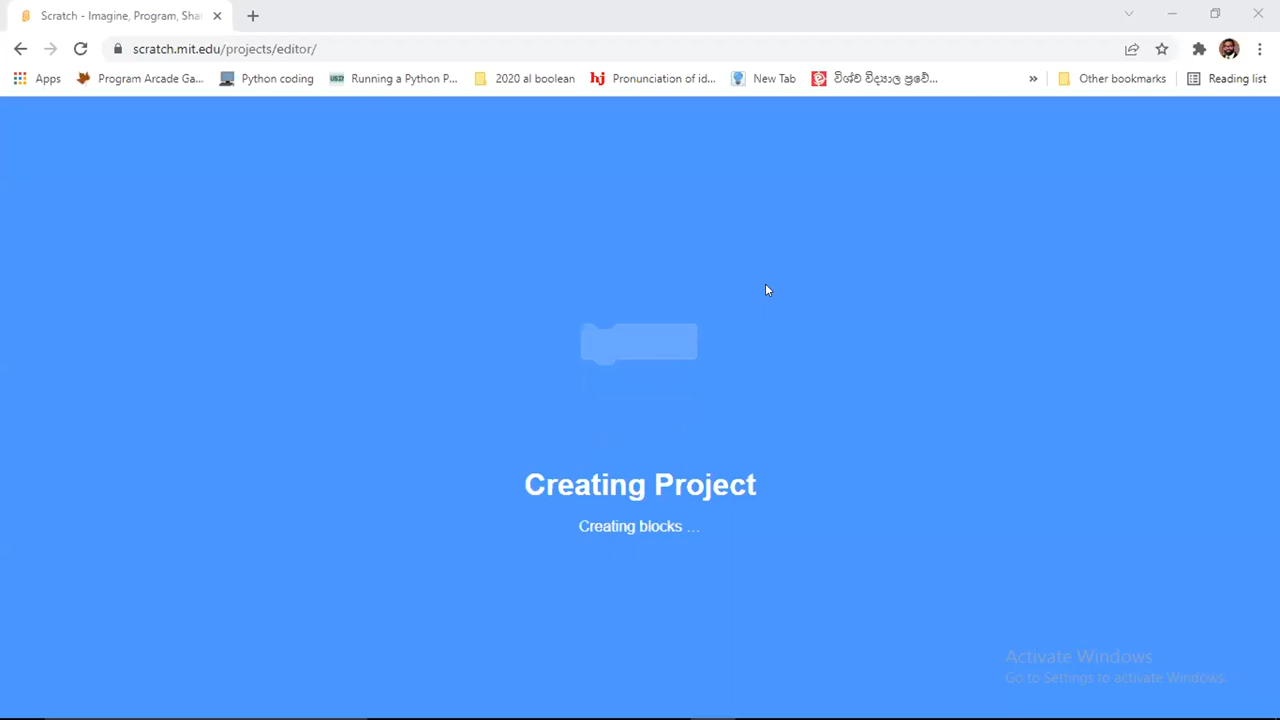 Scratch - Imagine, Program, Sha
scratch.mit.edu/projects/editor/
Apps Program Arcade Ga... Python coding Running a Python P... 2020 al boolean hj Pronunciation of id... New Tab විශ්ව විද්‍යාල ප්‍රවේ... » Other bookmarks Reading list
Creating Project
Creating blocks ...
Activate Windows
Go to Settings to activate Windows.